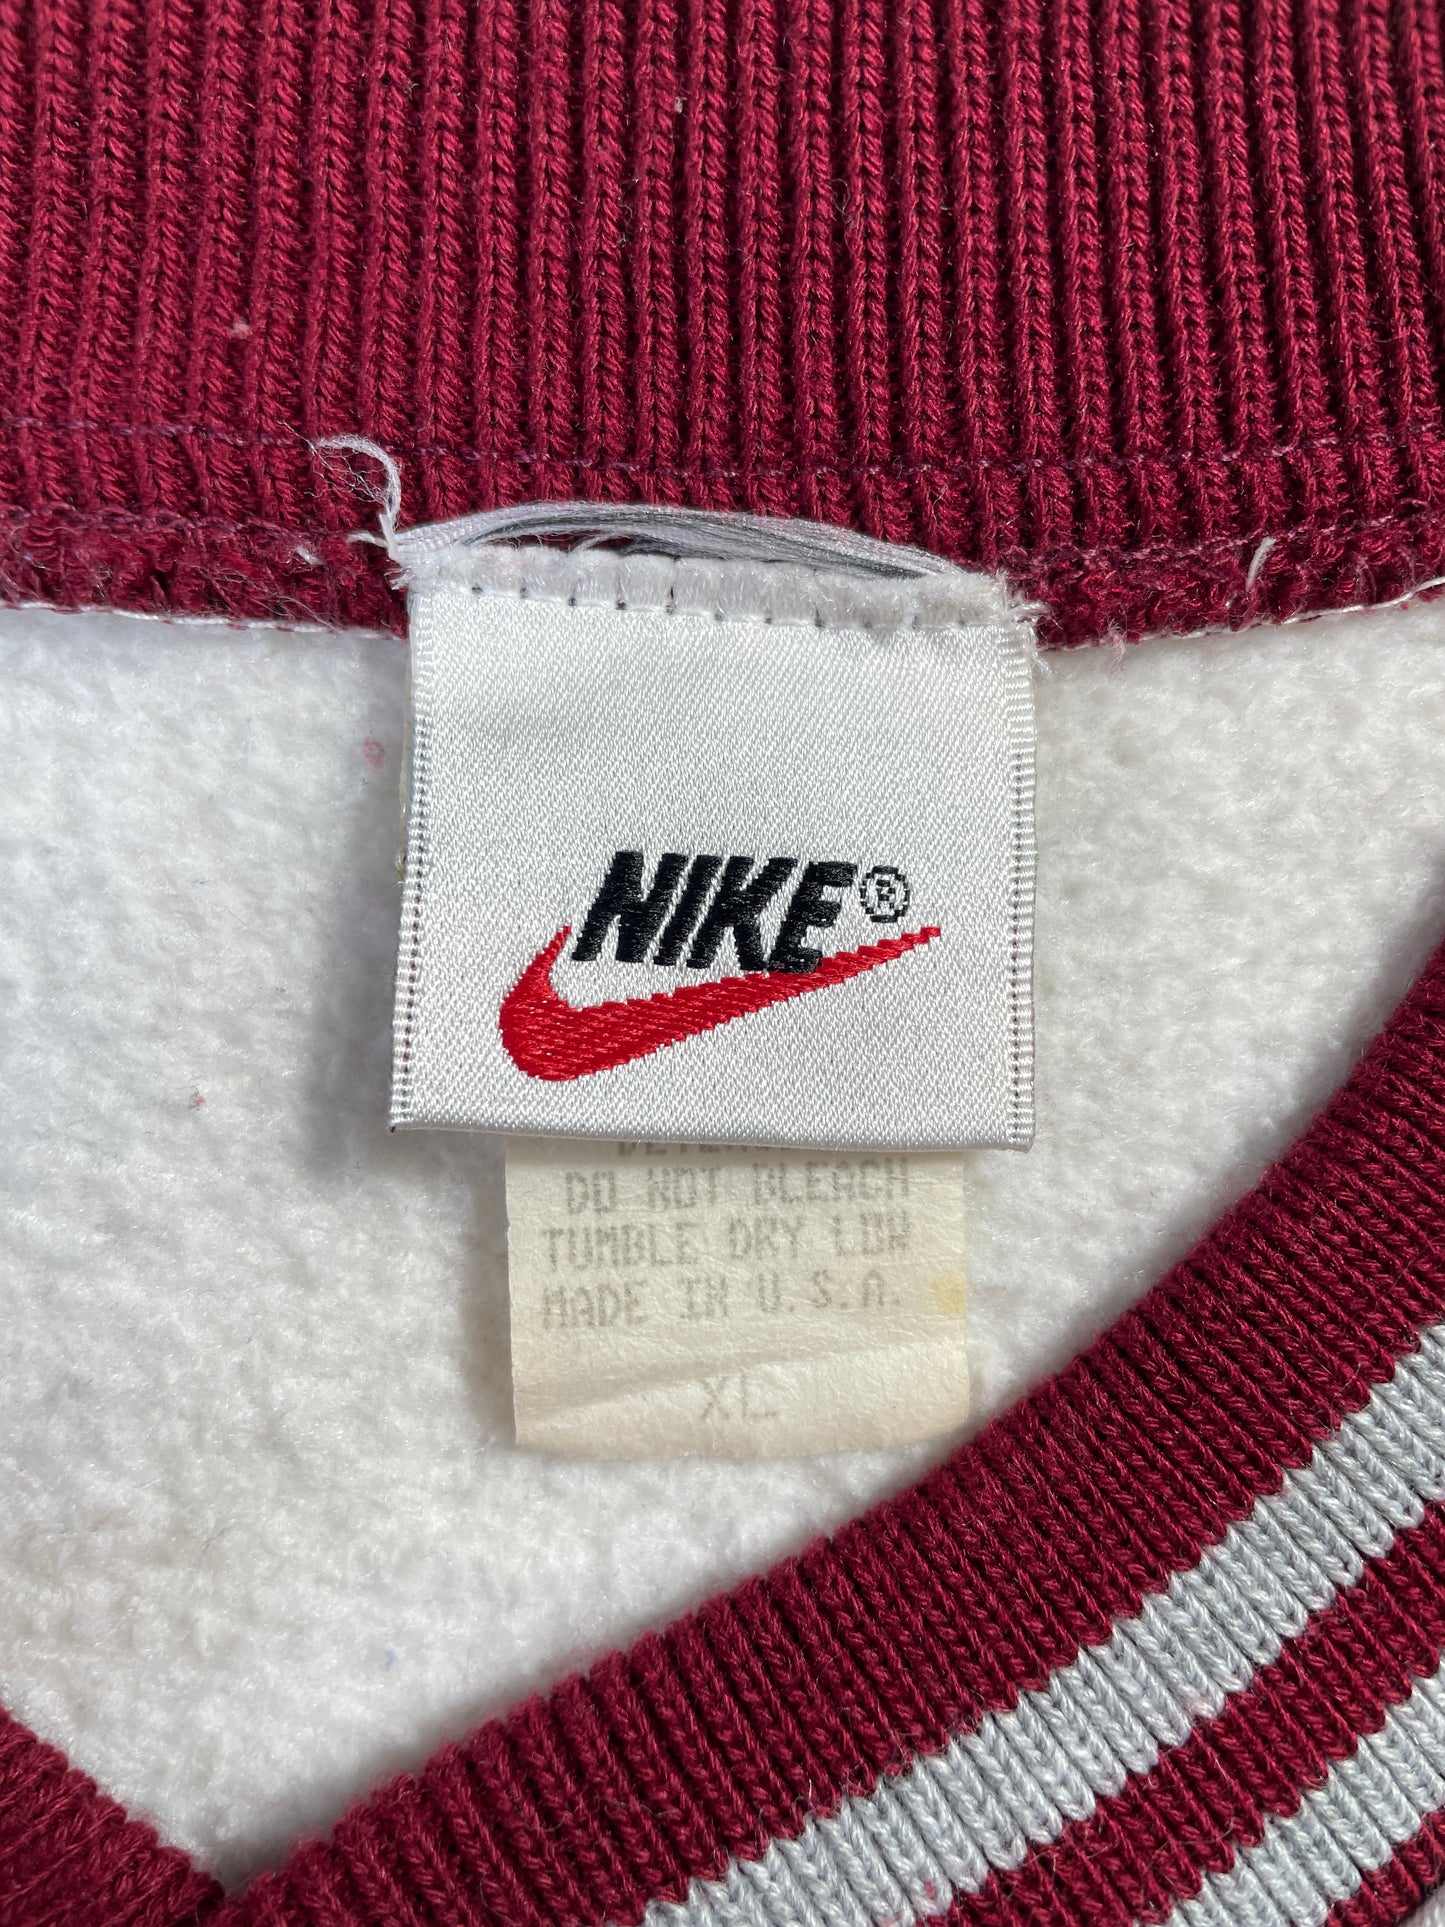 NIKE®
DO NOT BLEACH
TUMBLE DRY LOW
MADE IN U.S.A.
XL